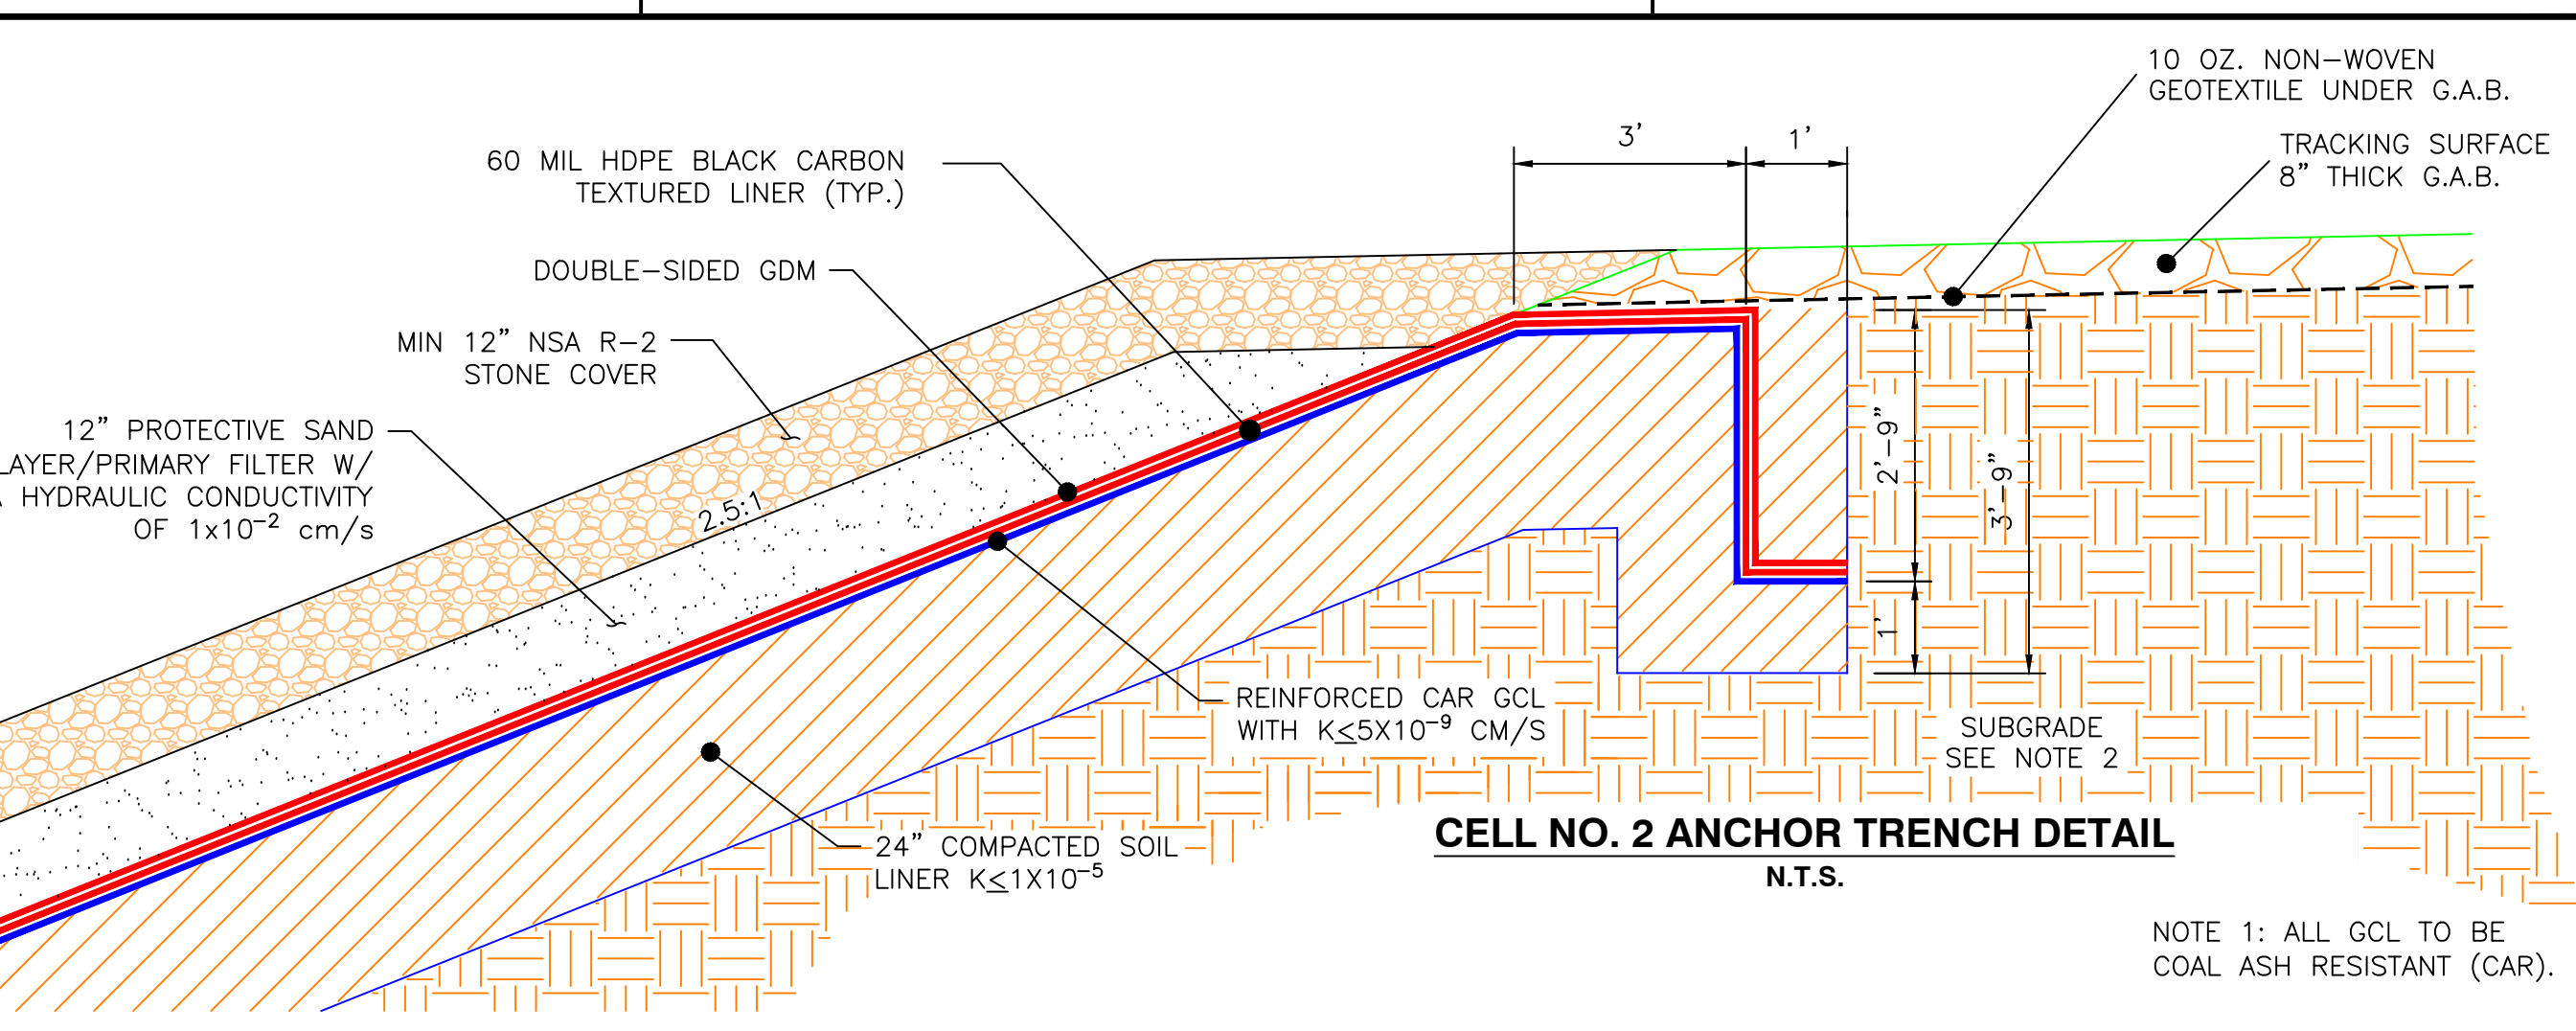 10 OZ. NON-WOVEN
GEOTEXTILE UNDER G.A.B.
TRACKING SURFACE
8" THICK G.A.B.
3'
1'
60 MIL HDPE BLACK CARBON
TEXTURED LINER (TYP.)
DOUBLE-SIDED GDM
MIN 12" NSA R-2
STONE COVER
12" PROTECTIVE SAND
LAYER/PRIMARY FILTER W/
A HYDRAULIC CONDUCTIVITY
OF 1x10⁻² cm/s
2.5:1
2'-9"
3'-9"
1'
REINFORCED CAR GCL
WITH K≤5X10⁻⁹ CM/S
SUBGRADE
SEE NOTE 2
24" COMPACTED SOIL
LINER K≤1X10⁻⁵
CELL NO. 2 ANCHOR TRENCH DETAIL
N.T.S.
NOTE 1: ALL GCL TO BE
COAL ASH RESISTANT (CAR).